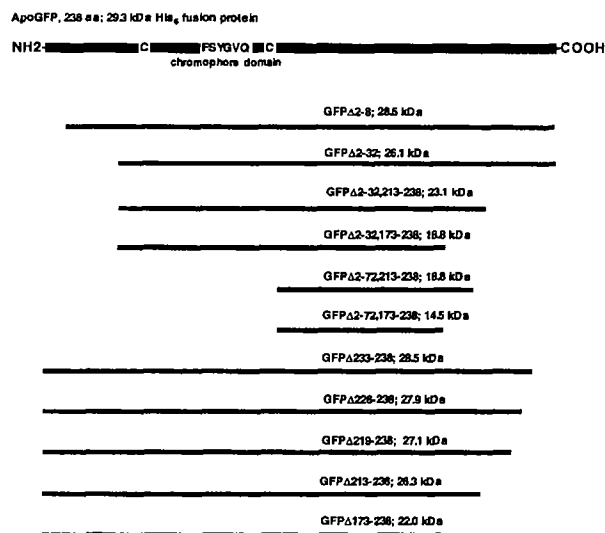 ApoGFP, 238 aa; 29.3 kDa His6 fusion protein
NH2- C FSYGVQ C -COOH
chromophore domain
GFPΔ2-8; 28.5 kDa
GFPΔ2-32; 26.1 kDa
GFPΔ2-32,213-238; 23.1 kDa
GFPΔ2-32,173-238; 18.8 kDa
GFPΔ2-72,213-238; 18.8 kDa
GFPΔ2-72,173-238; 14.5 kDa
GFPΔ233-238; 28.5 kDa
GFPΔ226-238; 27.9 kDa
GFPΔ219-238; 27.1 kDa
GFPΔ213-238; 26.3 kDa
GFPΔ173-238; 22.0 kDa